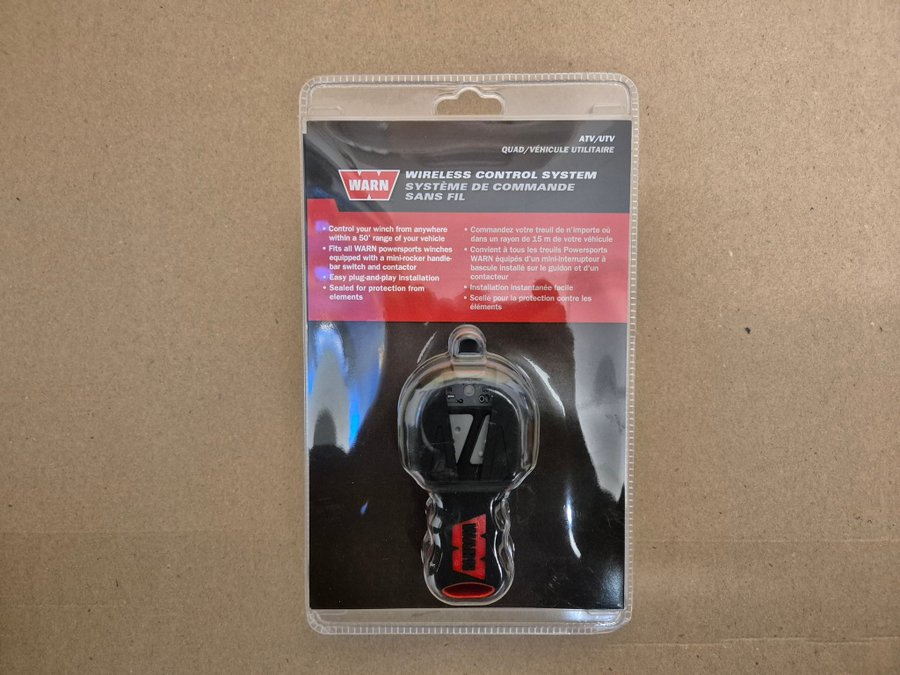 ATV/UTV
QUAD/VÉHICULE UTILITAIRE
WARN
WIRELESS CONTROL SYSTEM
SYSTÈME DE COMMANDE
SANS FIL
• Control your winch from anywhere
within a 50' range of your vehicle
• Fits all WARN powersports winches
equipped with a mini-rocker handle-
bar switch and contactor
• Easy plug-and-play installation
• Sealed for protection from
elements
• Commandez votre treuil de n'importe où
dans un rayon de 15 m de votre véhicule
• Convient à tous les treuils Powersports
WARN équipés d'un mini-interrupteur à
bascule installé sur le guidon et d'un
contacteur
• Installation instantanée facile
• Scellé pour la protection contre les
éléments
WARN